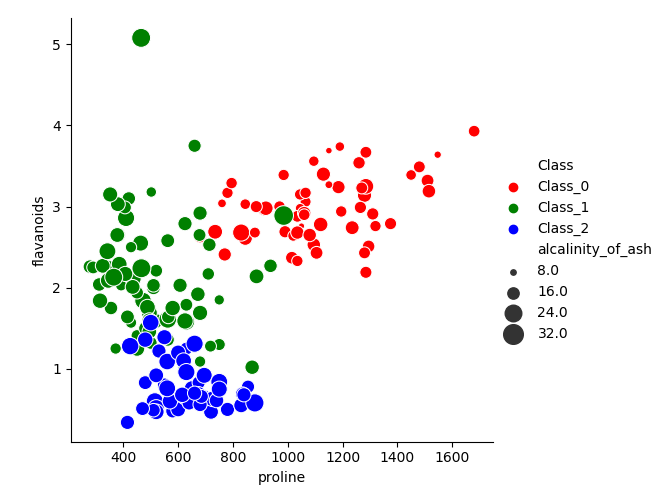 5
4
3
2
1
flavanoids
400
600
800
1000
1200
1400
1600
proline
Class
Class_0
Class_1
Class_2
alcalinity_of_ash
8.0
16.0
24.0
32.0